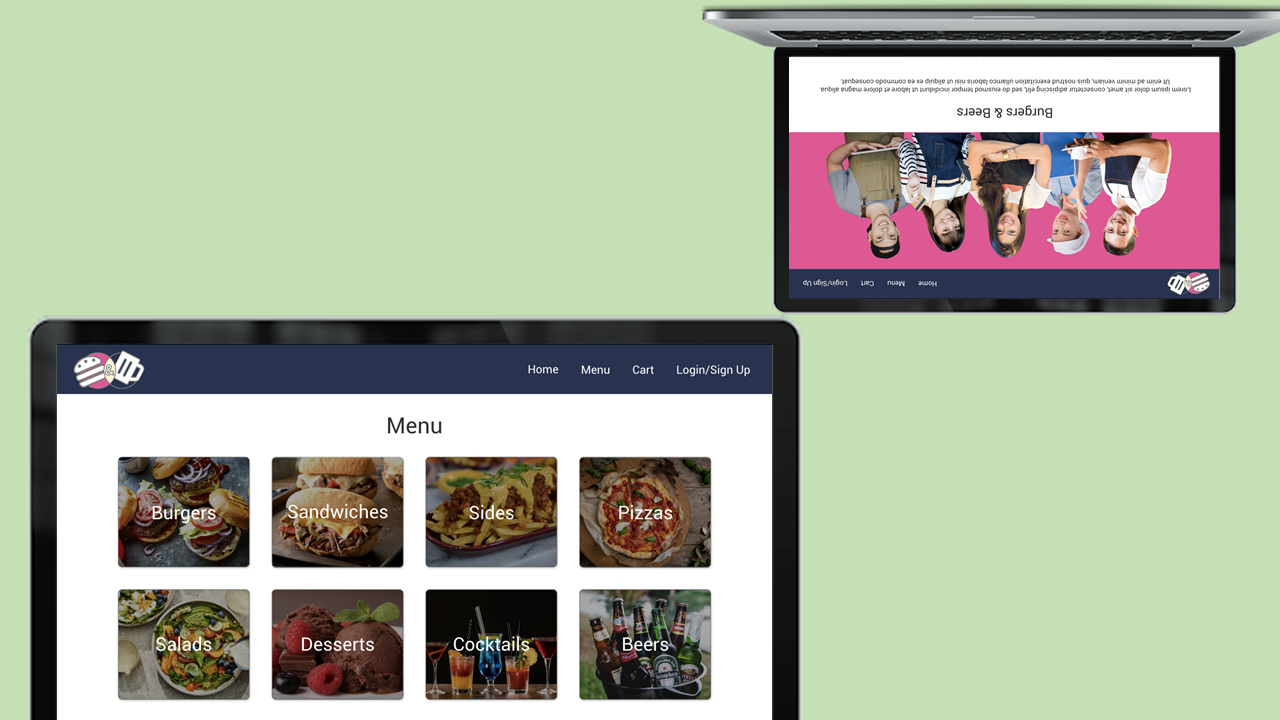 Home Menu Cart Login/Sign Up
Burgers & Beers
Lorem ipsum dolor sit amet, consectetur adipiscing elit, sed do eiusmod tempor incididunt ut labore et dolore magna aliqua.
Ut enim ad minim veniam, quis nostrud exercitation ullamco laboris nisi ut aliquip ex ea commodo consequat.
&
Home Menu Cart Login/Sign Up
Menu
Burgers Sandwiches Sides Pizzas
Salads Desserts Cocktails Beers